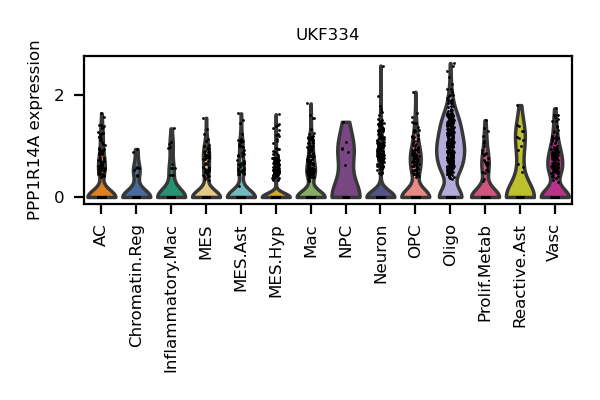 UKF334
PPP1R14A expression
2
0
AC
Chromatin.Reg
Inflammatory.Mac
MES
MES.Ast
MES.Hyp
Mac
NPC
Neuron
OPC
Oligo
Prolif.Metab
Reactive.Ast
Vasc